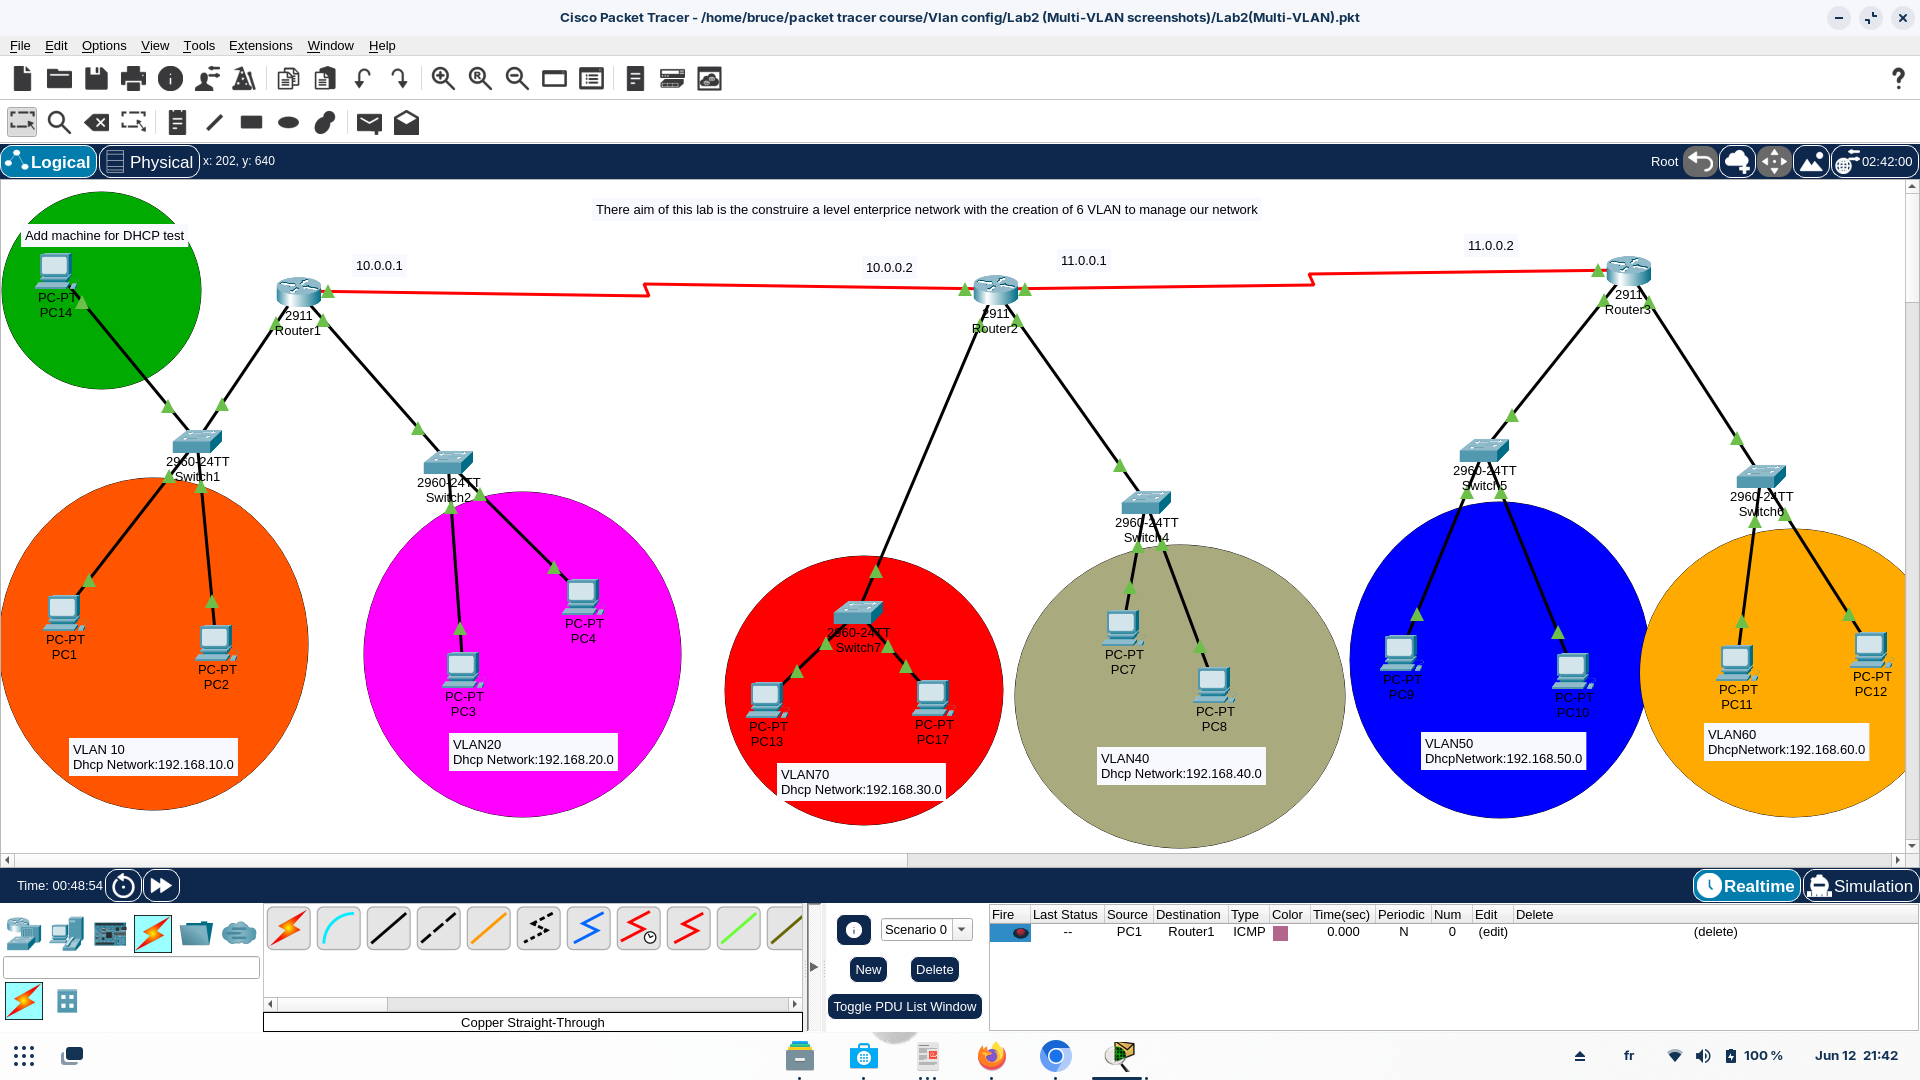 Cisco Packet Tracer - /home/bruce/packet tracer course/Vlan config/Lab2 (Multi-VLAN screenshots)/Lab2(Multi-VLAN).pkt
File Edit Options View Tools Extensions Window Help
Logical Physical x: 202, y: 640 Root 02:42:00
There aim of this lab is the construire a level enterprice network with the creation of 6 VLAN to manage our network
Add machine for DHCP test
PC-PT
PC14
10.0.0.1
10.0.0.2
11.0.0.1
11.0.0.2
2911
Router1
2911
Router2
2911
Router3
2960-24TT
Switch1
2960-24TT
Switch2
2960-24TT
Switch7
2960-24TT
Switch4
2960-24TT
Switch5
2960-24TT
Switch6
PC-PT
PC1
PC-PT
PC2
PC-PT
PC3
PC-PT
PC4
PC-PT
PC13
PC-PT
PC17
PC-PT
PC7
PC-PT
PC8
PC-PT
PC9
PC-PT
PC10
PC-PT
PC11
PC-PT
PC12
VLAN 10
Dhcp Network:192.168.10.0
VLAN20
Dhcp Network:192.168.20.0
VLAN70
Dhcp Network:192.168.30.0
VLAN40
Dhcp Network:192.168.40.0
VLAN50
DhcpNetwork:192.168.50.0
VLAN60
DhcpNetwork:192.168.60.0
Time: 00:48:54 Realtime Simulation
Scenario 0
New Delete
Toggle PDU List Window
Fire Last Status Source Destination Type Color Time(sec) Periodic Num Edit Delete
-- PC1 Router1 ICMP 0.000 N 0 (edit) (delete)
Copper Straight-Through
fr 100 % Jun 12 21:42